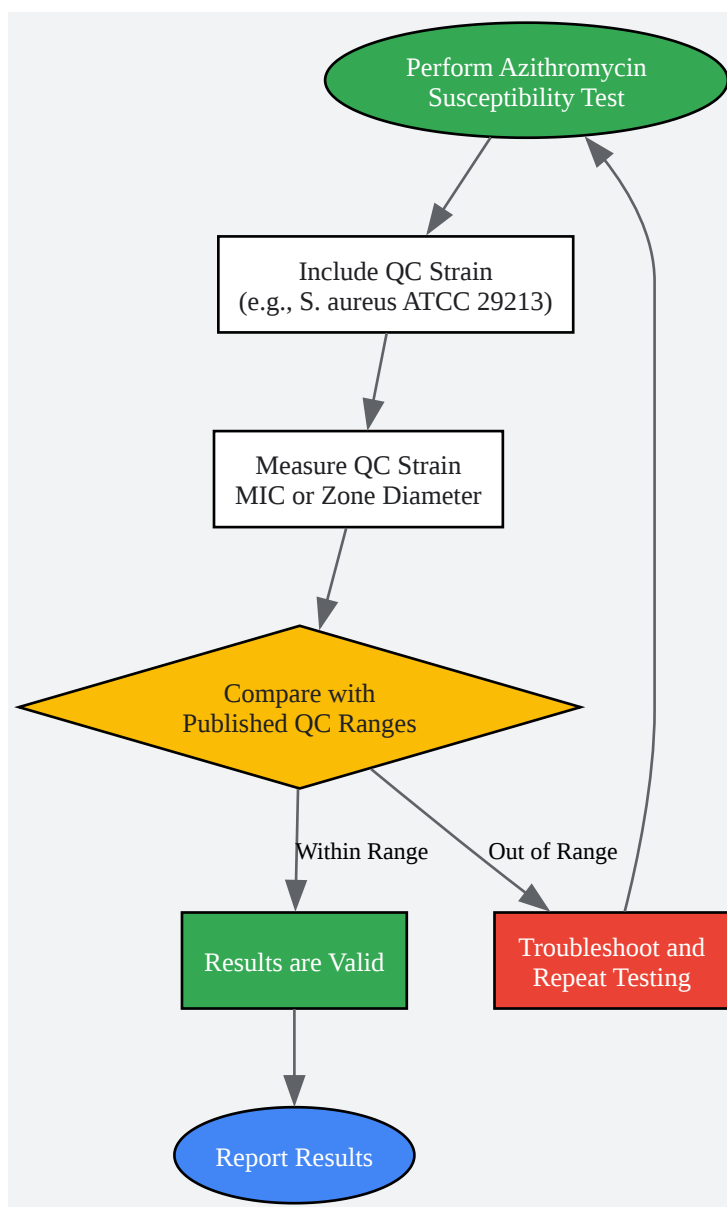 Perform Azithromycin
Susceptibility Test
Include QC Strain
(e.g., S. aureus ATCC 29213)
Measure QC Strain
MIC or Zone Diameter
Compare with
Published QC Ranges
Within Range
Out of Range
Results are Valid
Troubleshoot and
Repeat Testing
Report Results